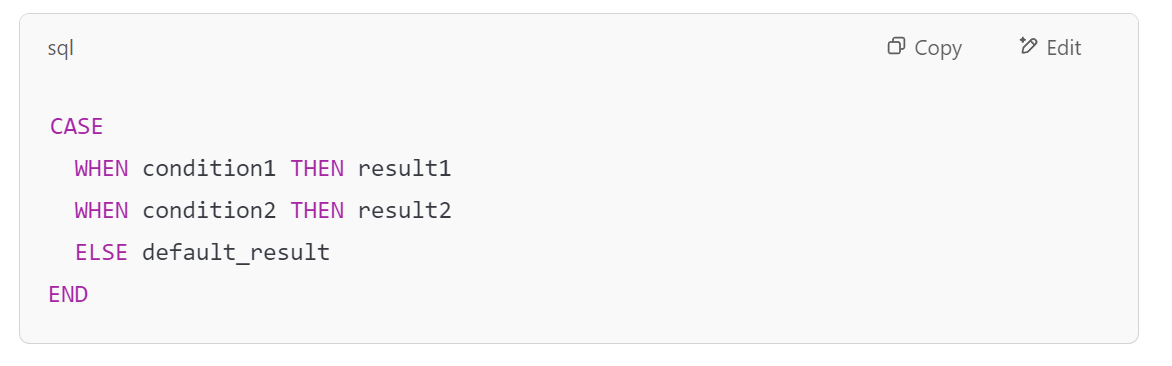 sql Copy Edit
CASE
  WHEN condition1 THEN result1
  WHEN condition2 THEN result2
  ELSE default_result
END